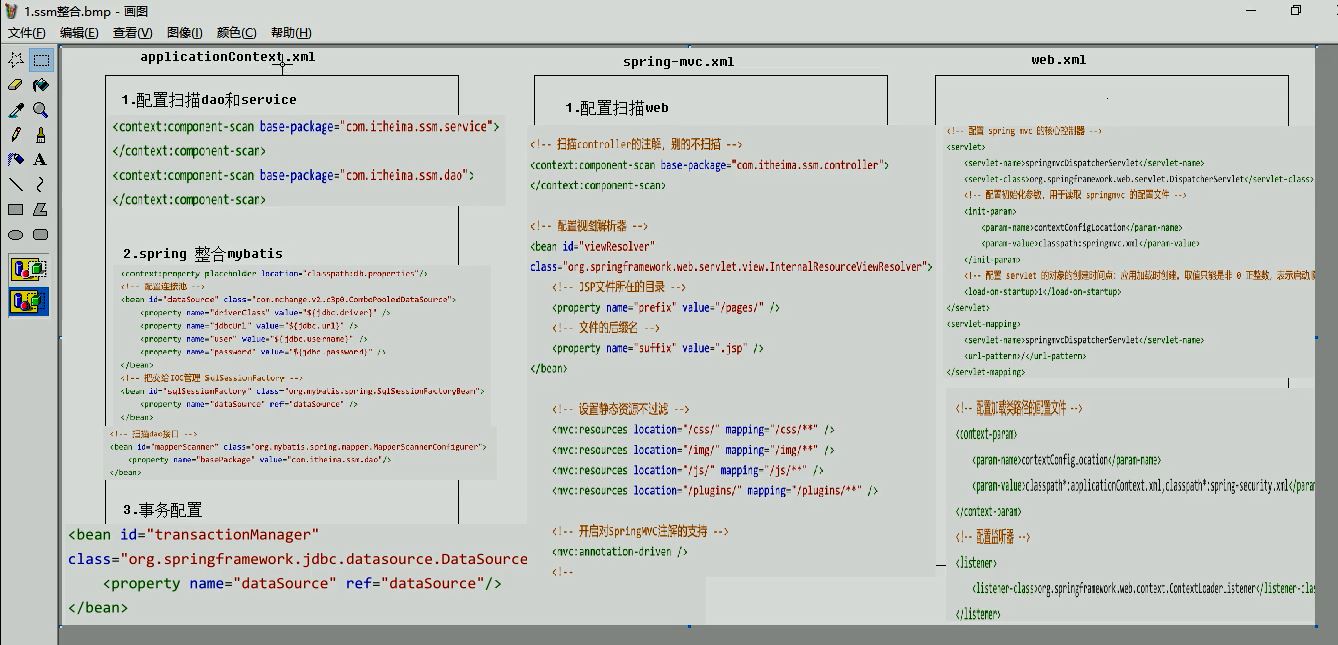 1.ssm整合.bmp - 画图
文件(F) 编辑(E) 查看(V) 图像(I) 颜色(C) 帮助(H)
applicationContext.xml
1.配置扫描dao和service
<context:component-scan base-package="com.itheima.ssm.service">
</context:component-scan>
<context:component-scan base-package="com.itheima.ssm.dao">
</context:component-scan>
2.spring 整合mybatis
<context:property-placeholder location="classpath:db.properties"/>
<!-- 配置连接池 -->
<bean id="dataSource" class="com.mchange.v2.c3p0.ComboPooledDataSource">
<property name="driverClass" value="${jdbc.driver}" />
<property name="jdbcUrl" value="${jdbc.url}" />
<property name="user" value="${jdbc.username}" />
<property name="password" value="${jdbc.password}" />
</bean>
<!-- 把交给IOC管理 SqlSessionFactory -->
<bean id="sqlSessionFactory" class="org.mybatis.spring.SqlSessionFactoryBean">
<property name="dataSource" ref="dataSource" />
</bean>
<!-- 扫描dao接口 -->
<bean id="mapperScanner" class="org.mybatis.spring.mapper.MapperScannerConfigurer">
<property name="basePackage" value="com.itheima.ssm.dao"/>
</bean>
3.事务配置
<bean id="transactionManager"
class="org.springframework.jdbc.datasource.DataSource
<property name="dataSource" ref="dataSource"/>
</bean>
spring-mvc.xml
1.配置扫描web
<!-- 扫描controller的注解，别的不扫描 -->
<context:component-scan base-package="com.itheima.ssm.controller">
</context:component-scan>
<!-- 配置视图解析器 -->
<bean id="viewResolver"
class="org.springframework.web.servlet.view.InternalResourceViewResolver">
<!-- JSP文件所在的目录 -->
<property name="prefix" value="/pages/" />
<!-- 文件的后缀名 -->
<property name="suffix" value=".jsp" />
</bean>
<!-- 设置静态资源不过滤 -->
<mvc:resources location="/css/" mapping="/css/**" />
<mvc:resources location="/img/" mapping="/img/**" />
<mvc:resources location="/js/" mapping="/js/**" />
<mvc:resources location="/plugins/" mapping="/plugins/**" />
<!-- 开启对SpringMVC注解的支持 -->
<mvc:annotation-driven />
<!--
web.xml
<!-- 配置 spring mvc 的核心控制器 -->
<servlet>
<servlet-name>springmvcDispatcherServlet</servlet-name>
<servlet-class>org.springframework.web.servlet.DispatcherServlet</servlet-class>
<!-- 配置初始化参数，用于读取 springmvc 的配置文件 -->
<init-param>
<param-name>contextConfigLocation</param-name>
<param-value>classpath:springmvc.xml</param-value>
</init-param>
<!-- 配置 servlet 的对象的创建时间点：应用加载时创建。取值只能是非 0 正整数，表示启动
<load-on-startup>1</load-on-startup>
</servlet>
<servlet-mapping>
<servlet-name>springmvcDispatcherServlet</servlet-name>
<url-pattern>/</url-pattern>
</servlet-mapping>
<!-- 配置加载类路径的配置文件 -->
<context-param>
<param-name>contextConfigLocation</param-name>
<param-value>classpath*:applicationContext.xml,classpath*:spring-security.xml</param
</context-param>
<!-- 配置监听器 -->
<listener>
<listener-class>org.springframework.web.context.ContextLoaderListener</listener-clas
</listener>